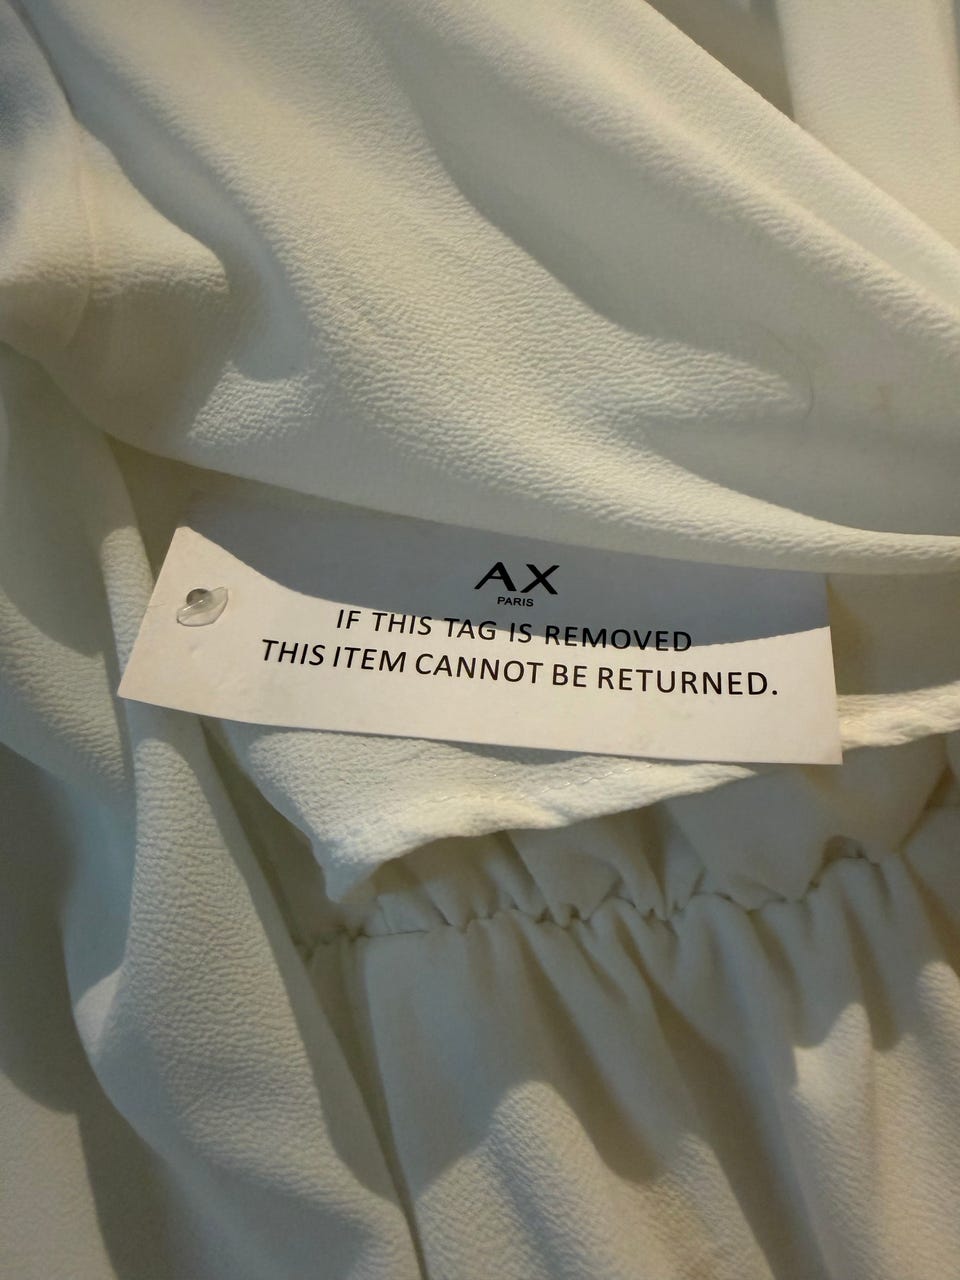 AX
PARIS
IF THIS TAG IS REMOVED
THIS ITEM CANNOT BE RETURNED.